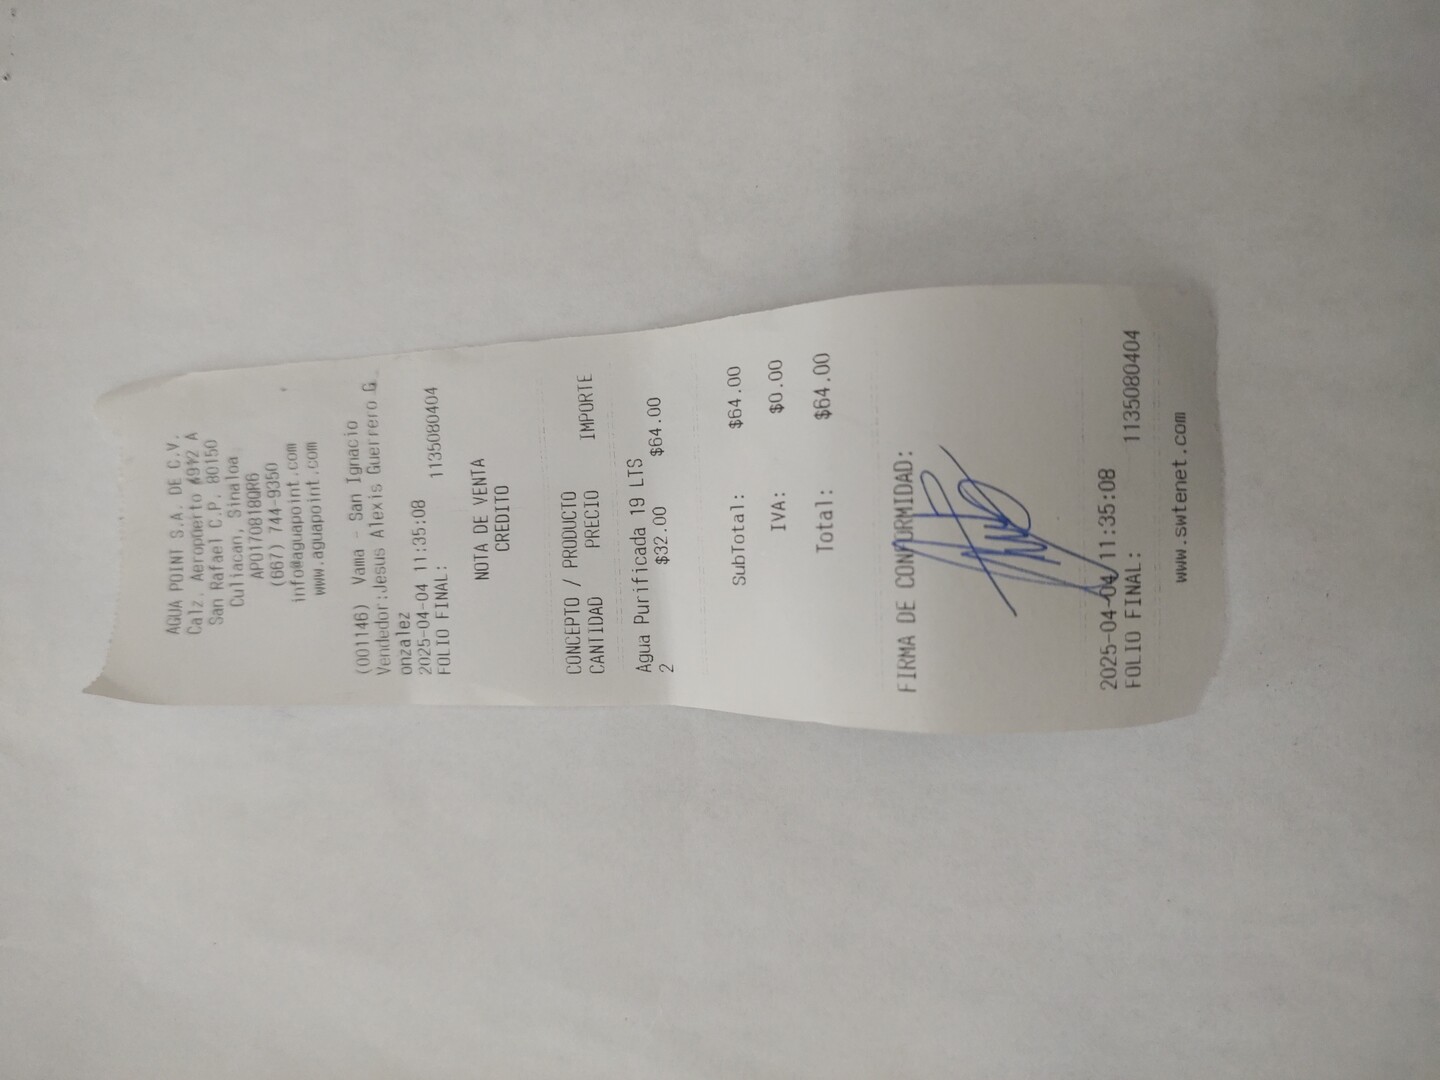 AGUA POINT S.A. DE C.V.
Calz. Aeropuerto A
San Rafael C.P. 80150
Culiacan, Sinaloa
APO170818QR6
(667) 744-9350
info@aguapoint.com
www.aguapoint.com
(001146) Vama - San Ignacio
Vendedor:Jesus Alexis Guerrero G
onzalez
2025-04-04 11:35:08
FOLIO FINAL: 1135080404
NOTA DE VENTA
CREDITO
CONCEPTO / PRODUCTO
CANTIDAD PRECIO IMPORTE
Agua Purificada 19 LTS
2 $32.00 $64.00
SubTotal: $64.00
IVA: $0.00
Total: $64.00
FIRMA DE CONFORMIDAD:
2025-04-04 11:35:08
FOLIO FINAL: 1135080404
www.swtenet.com